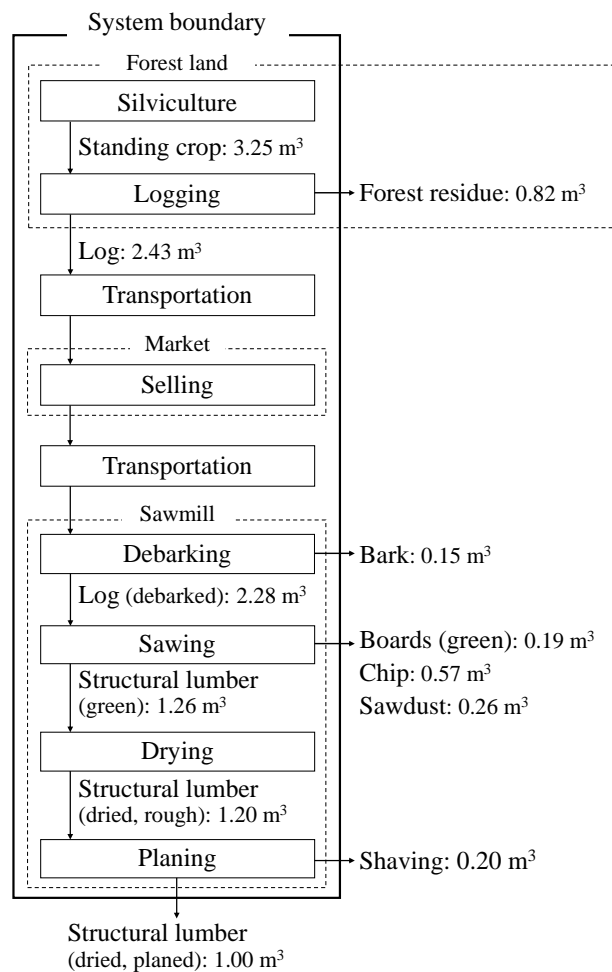 System boundary
Forest land
Silviculture
Standing crop: 3.25 m³
Logging
Forest residue: 0.82 m³
Log: 2.43 m³
Transportation
Market
Selling
Transportation
Sawmill
Debarking
Bark: 0.15 m³
Log (debarked): 2.28 m³
Sawing
Boards (green): 0.19 m³
Chip: 0.57 m³
Sawdust: 0.26 m³
Structural lumber
(green): 1.26 m³
Drying
Structural lumber
(dried, rough): 1.20 m³
Planing
Shaving: 0.20 m³
Structural lumber
(dried, planed): 1.00 m³